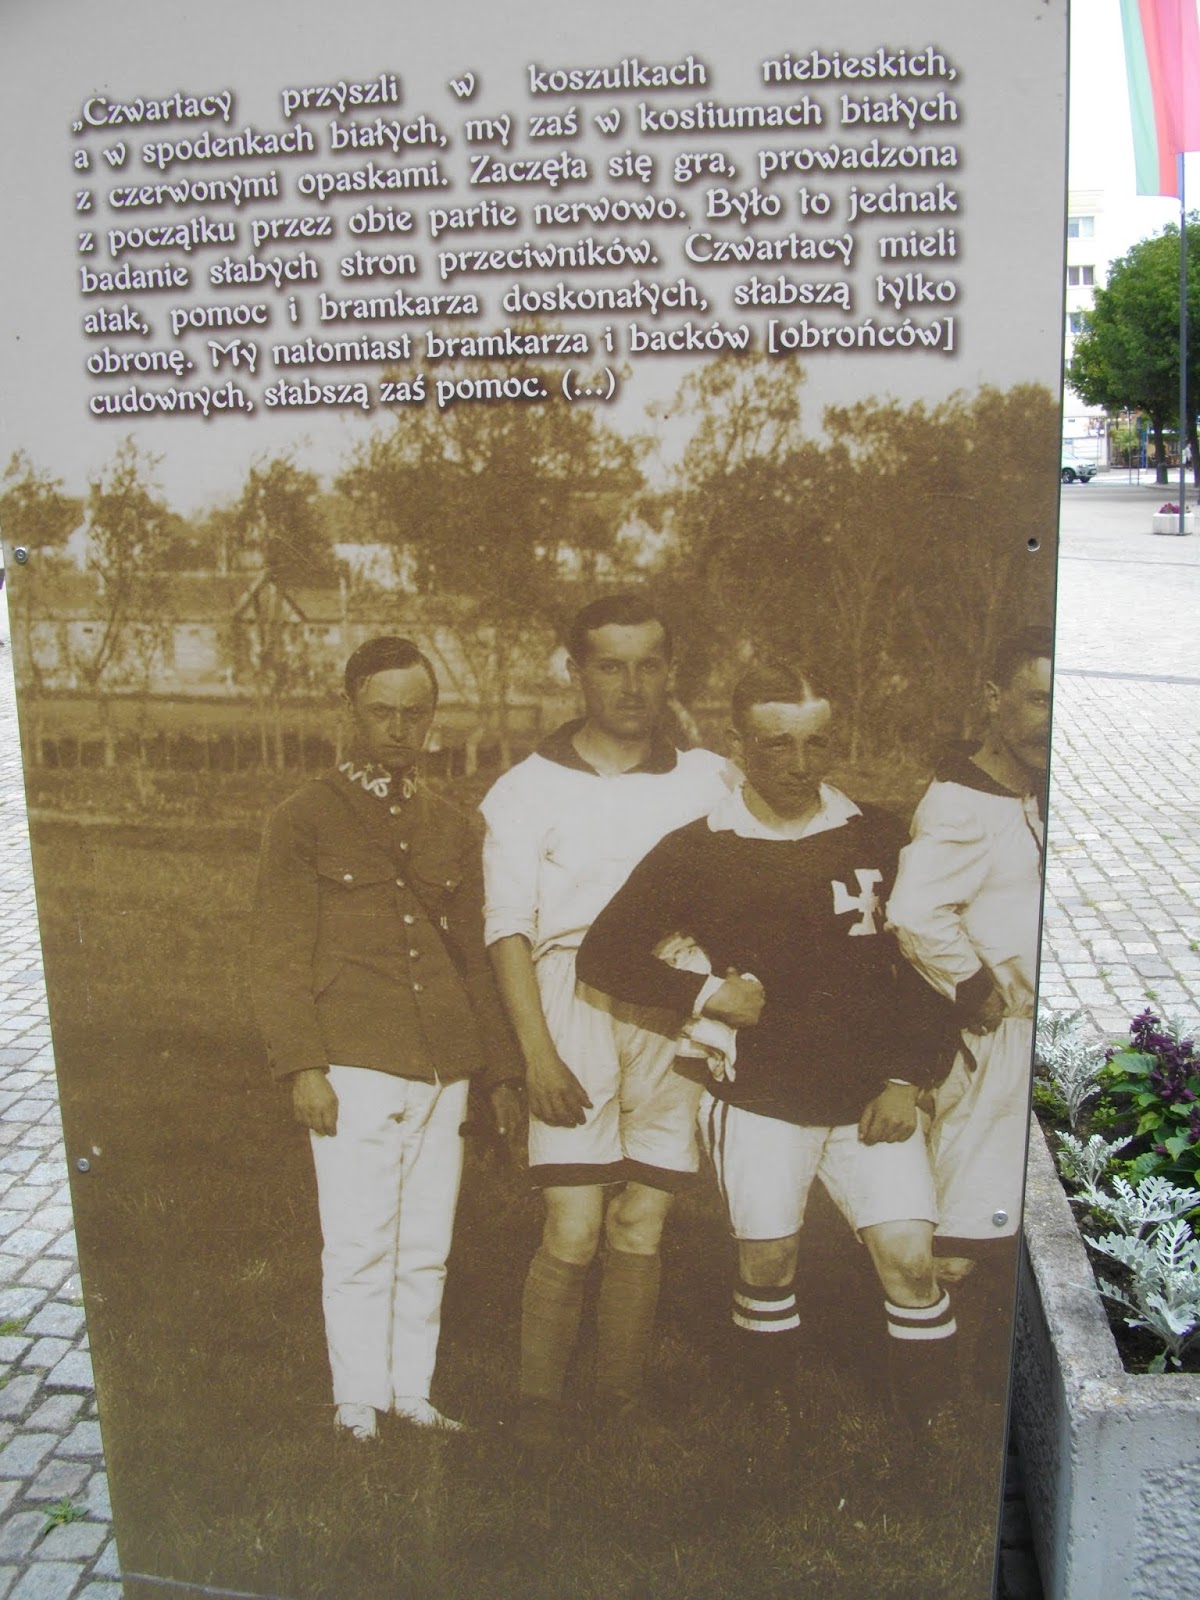 „Czwartacy przyszli w koszulkach niebieskich,
a w spodenkach białych, my zaś w kostiumach białych
z czerwonymi opaskami. Zaczęła się gra, prowadzona
z początku przez obie partie nerwowo. Było to jednak
badanie słabych stron przeciwników. Czwartacy mieli
atak, pomoc i bramkarza doskonałych, słabszą tylko
obronę. My natomiast bramkarza i backów [obrońców]
cudownych, słabszą zaś pomoc. (...)